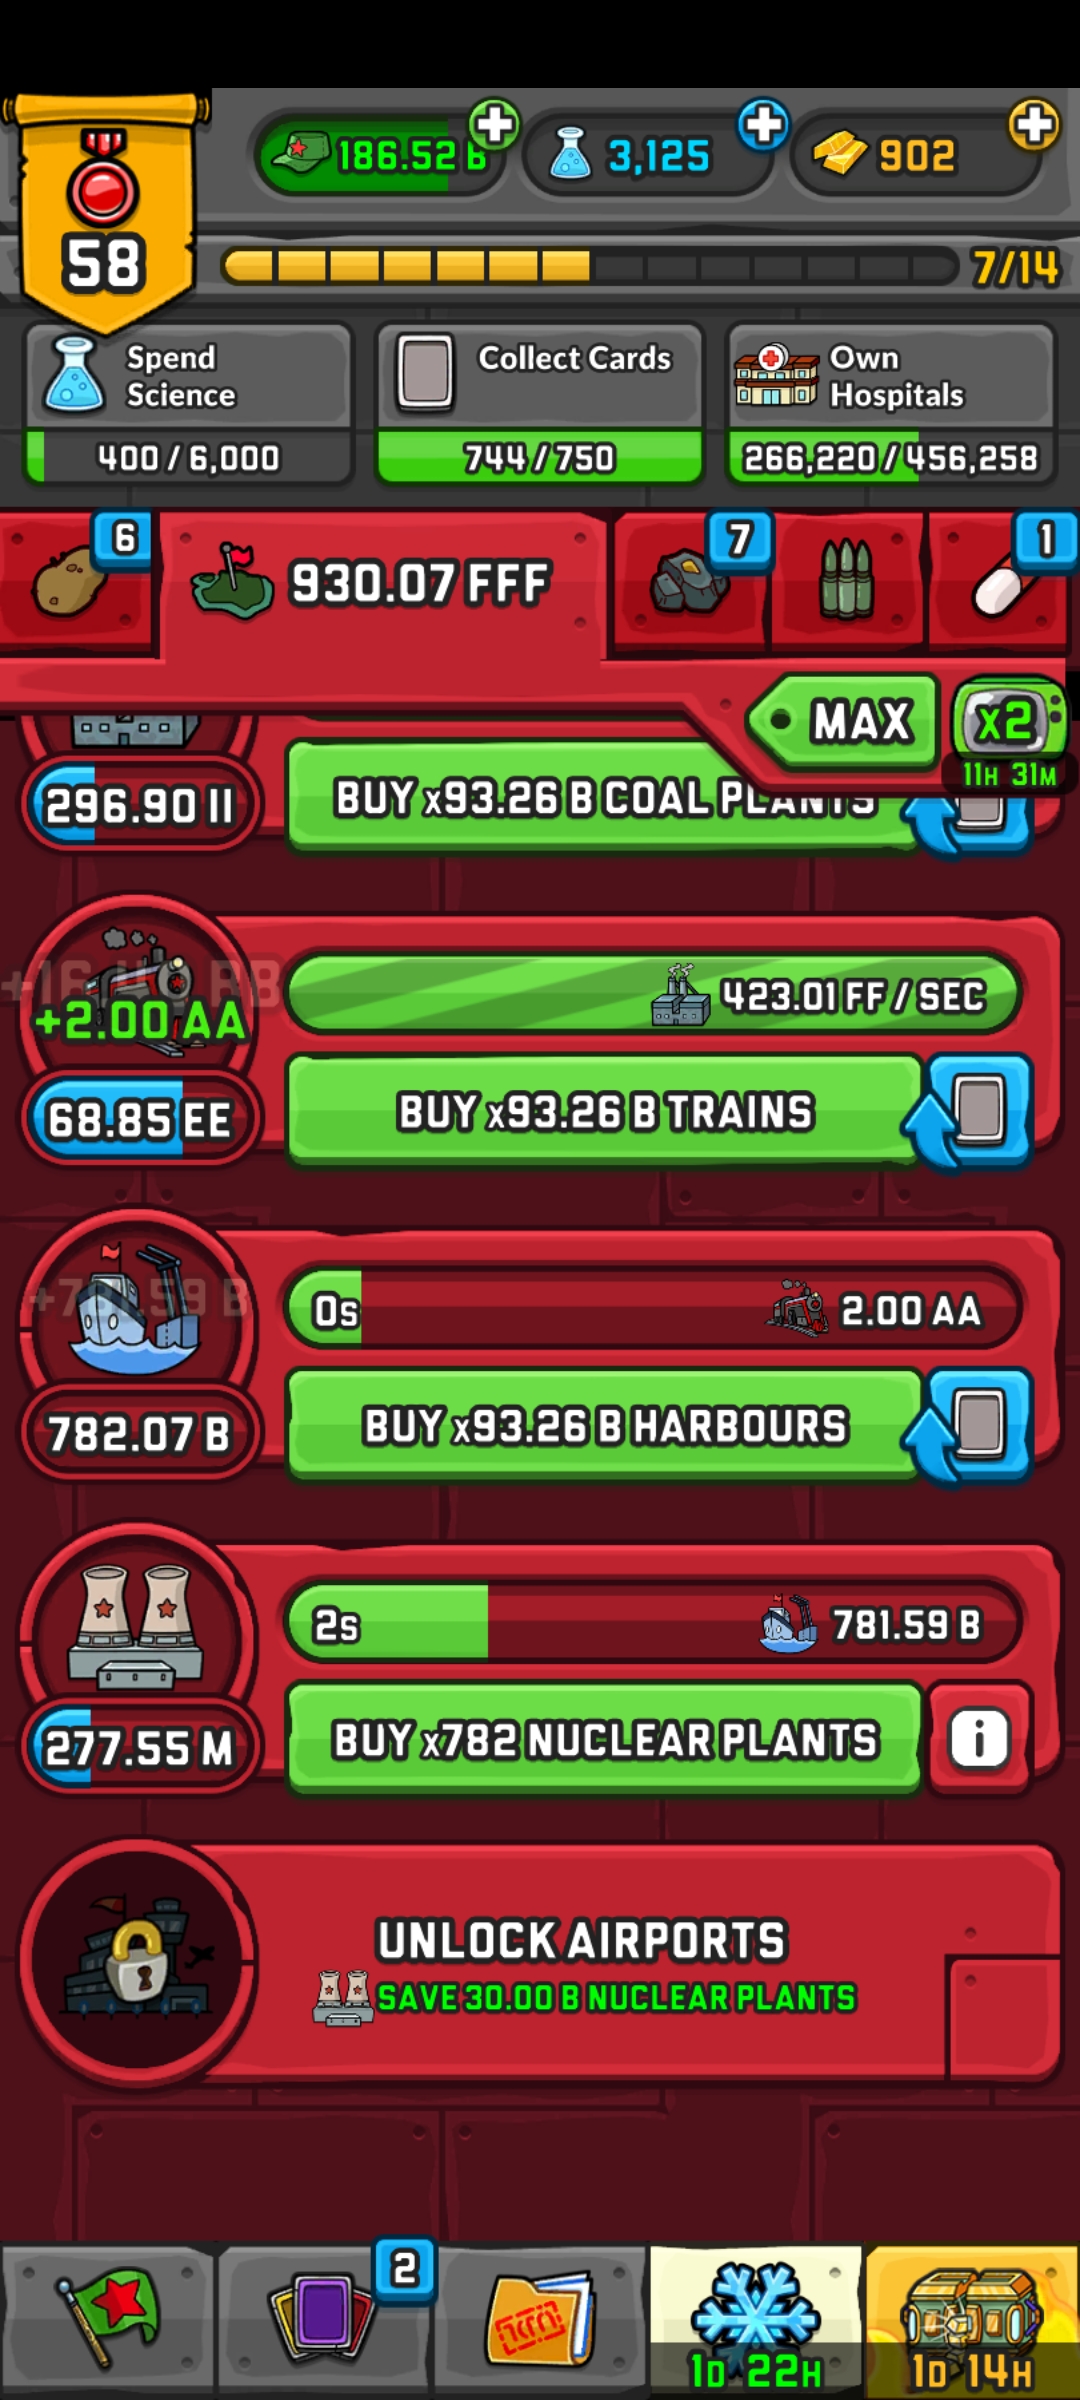 58
186.52 B
3,125
902
7/14
Spend
Science
400 / 6,000
Collect Cards
744 / 750
Own
Hospitals
266,220 / 456,258
6
930.07 FFF
7
1
MAX
x2
11H 31M
296.90 II
BUY x93.26 B COAL PLANTS
+2.00 AA
423.01 FF / SEC
68.85 EE
BUY x93.26 B TRAINS
0s
2.00 AA
782.07 B
BUY x93.26 B HARBOURS
2s
781.59 B
277.55 M
BUY x782 NUCLEAR PLANTS
i
UNLOCK AIRPORTS
SAVE 30.00 B NUCLEAR PLANTS
2
1D 22H
1D 14H